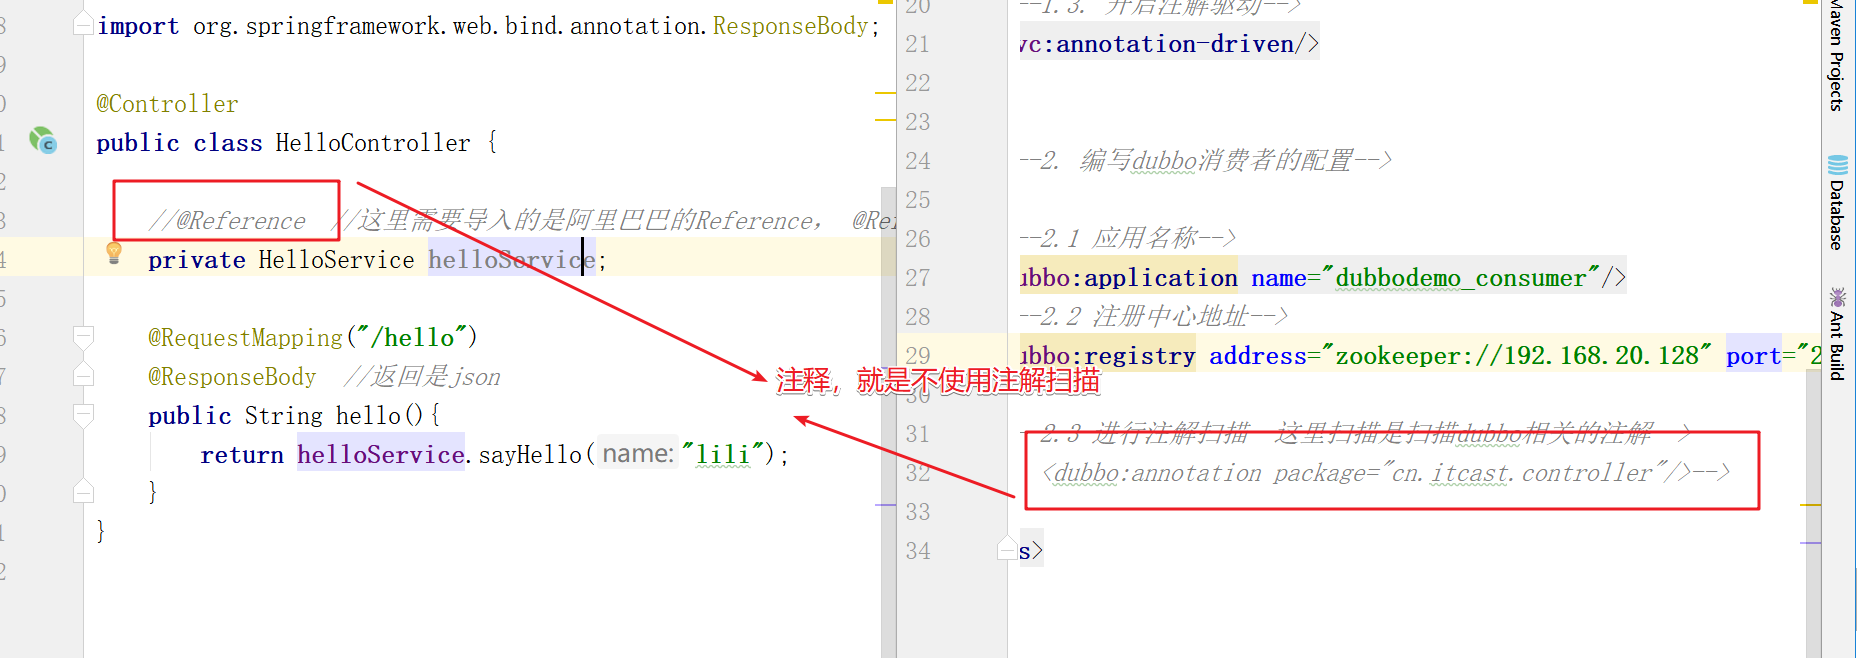 import org.springframework.web.bind.annotation.ResponseBody;
@Controller
public class HelloController {
//@Reference //这里需要导入的是阿里巴巴的Reference, @Re
private HelloService helloService;
@RequestMapping("/hello")
@ResponseBody //返回是json
public String hello(){
return helloService.sayHello( name: "lili");
}
}
注释，就是不使用注解扫描
20 --1.3. 开启注解驱动-->
21 vc:annotation-driven/>
22
23
24 --2. 编写dubbo消费者的配置-->
25
26 --2.1 应用名称-->
27 ubbo:application name="dubbodemo_consumer"/>
28 --2.2 注册中心地址-->
29 ubbo:registry address="zookeeper://192.168.20.128" port="2
30
31 2.3 进行注解扫描 这里扫描是扫描dubbo相关的注解 >
32 <dubbo:annotation package="cn.itcast.controller"/>-->
33
34 s>
Maven Projects
Database
Ant Build